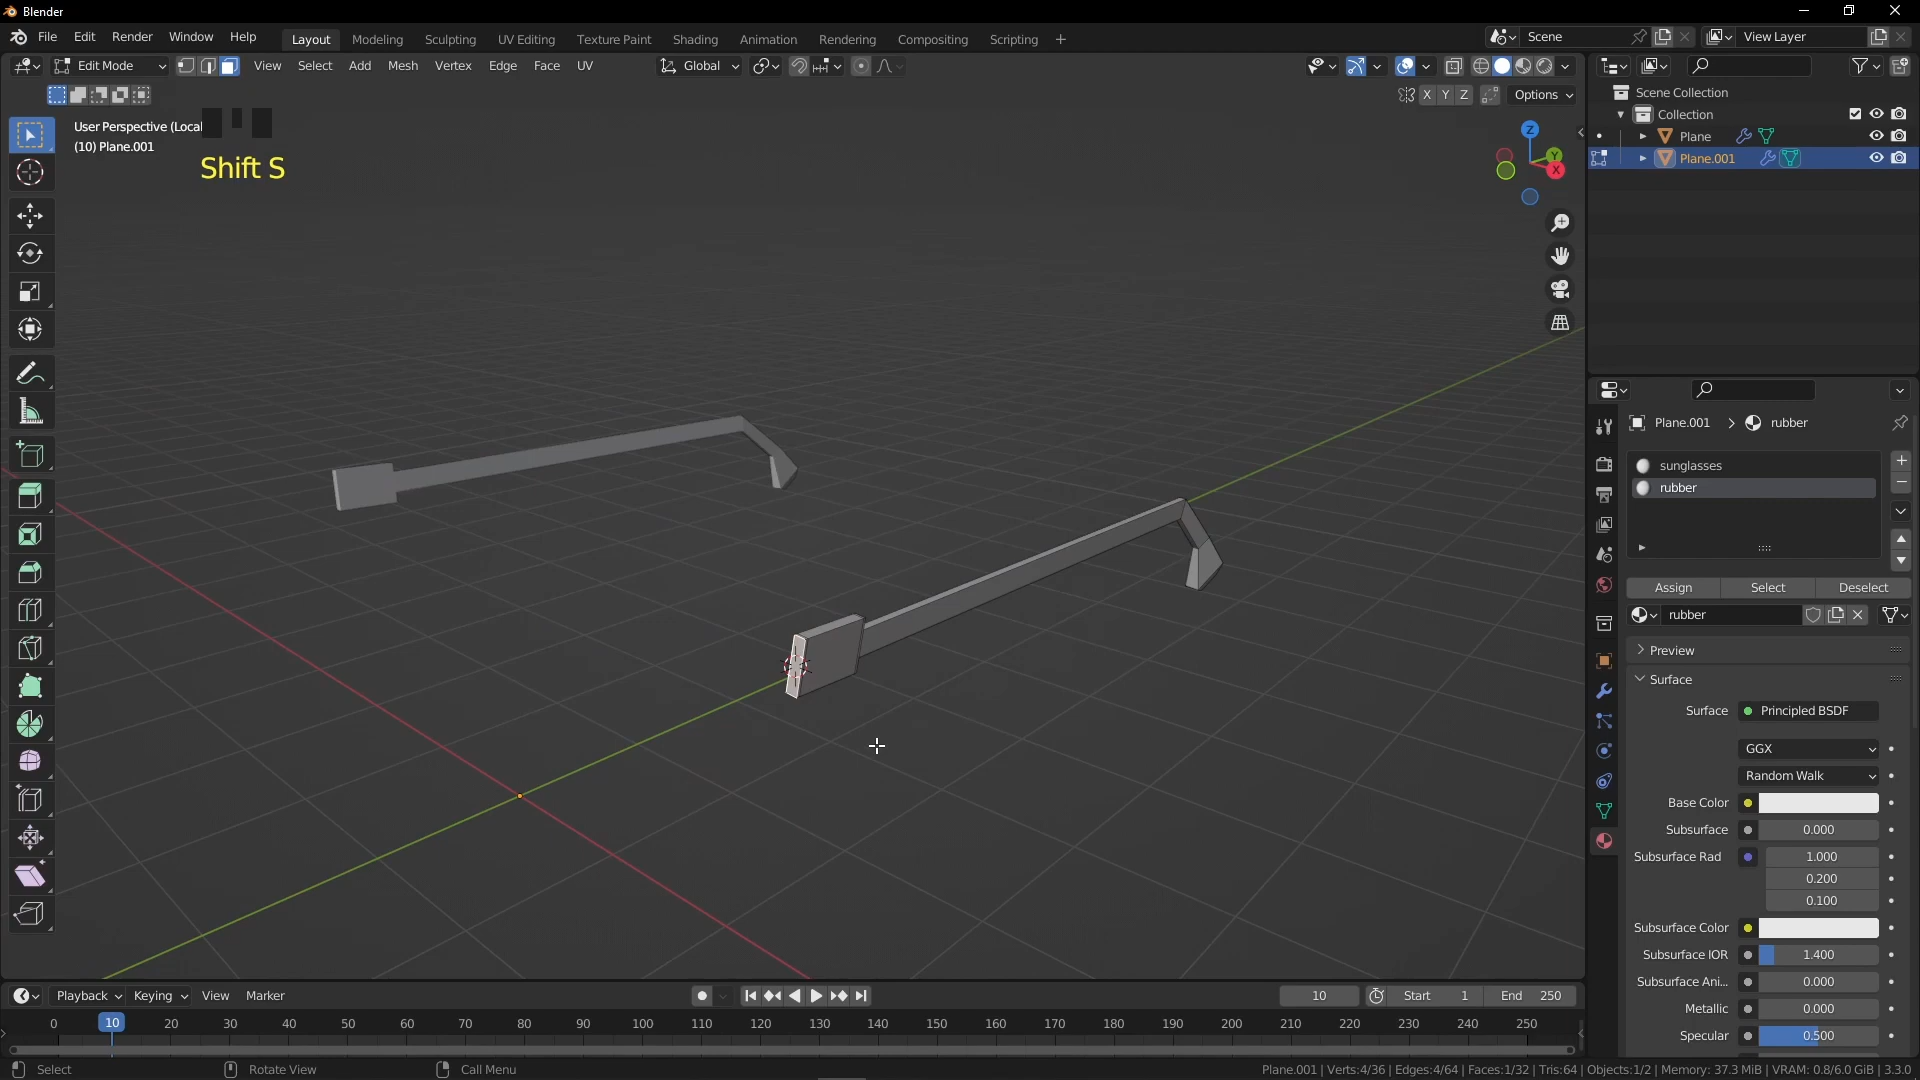 Blender
File Edit Render Window Help Layout Modeling Sculpting UV Editing Texture Paint Shading Animation Rendering Compositing Scripting + Scene View Layer
Edit Mode View Select Add Mesh Vertex Edge Face UV Global
X Y Z Options
User Perspective (Local
(10) Plane.001
Shift S
Z
Y
X
Scene Collection
Collection
Plane
Plane.001
Plane.001 > rubber
sunglasses
rubber
Assign Select Deselect
rubber
Preview
Surface
Surface Principled BSDF
GGX
Random Walk
Base Color
Subsurface 0.000
Subsurface Rad 1.000
0.200
0.100
Subsurface Color
Subsurface IOR 1.400
Subsurface Ani... 0.000
Metallic 0.000
Specular 0.500
Playback Keying View Marker 10 Start 1 End 250
0 10 20 30 40 50 60 70 80 90 100 110 120 130 140 150 160 170 180 190 200 210 220 230 240 250
Select Rotate View Call Menu Plane.001 | Verts:4/36 | Edges:4/64 | Faces:1/32 | Tris:64 | Objects:1/2 | Memory: 37.3 MiB | VRAM: 0.8/6.0 GiB | 3.3.0